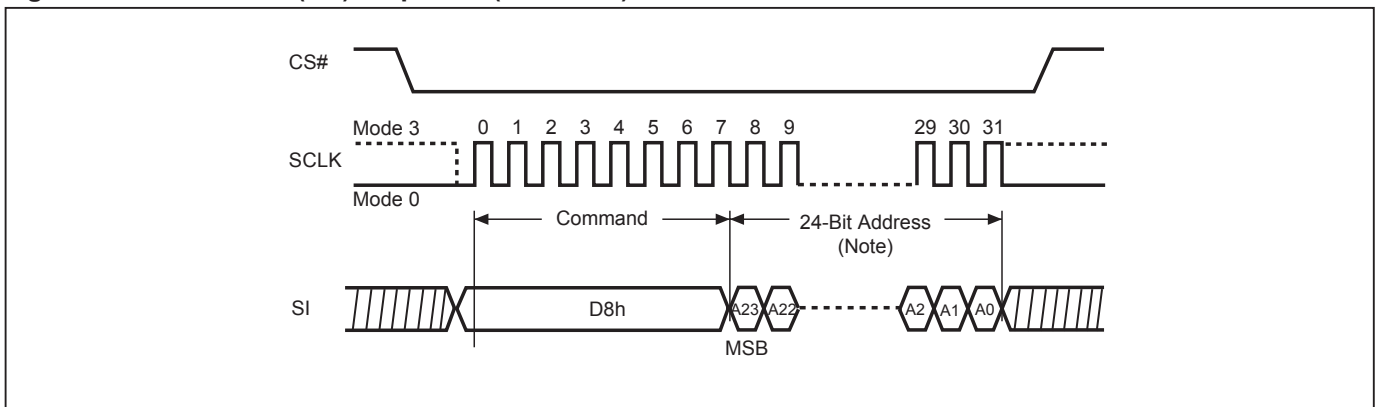 CS#
Mode 3
0 1 2 3 4 5 6 7 8 9 29 30 31
SCLK
Mode 0
Command
24-Bit Address
(Note)
SI
D8h
A23 A22 A2 A1 A0
MSB